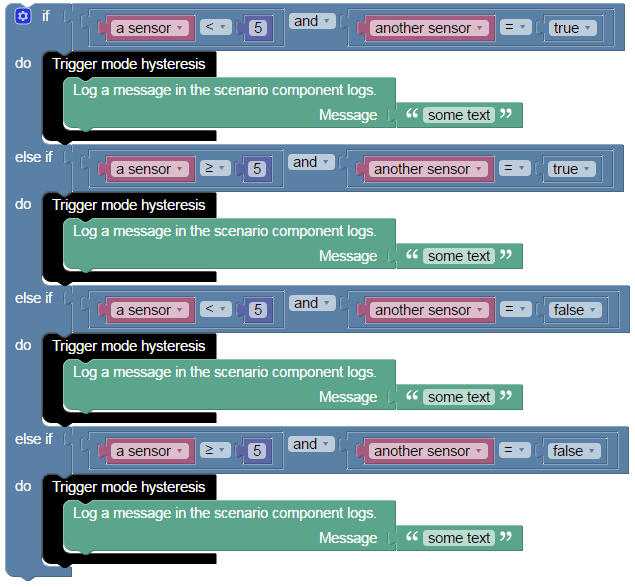 if a sensor < 5 and another sensor = true
do Trigger mode hysteresis
Log a message in the scenario component logs.
Message “ some text ”
else if a sensor ≥ 5 and another sensor = true
do Trigger mode hysteresis
Log a message in the scenario component logs.
Message “ some text ”
else if a sensor < 5 and another sensor = false
do Trigger mode hysteresis
Log a message in the scenario component logs.
Message “ some text ”
else if a sensor ≥ 5 and another sensor = false
do Trigger mode hysteresis
Log a message in the scenario component logs.
Message “ some text ”